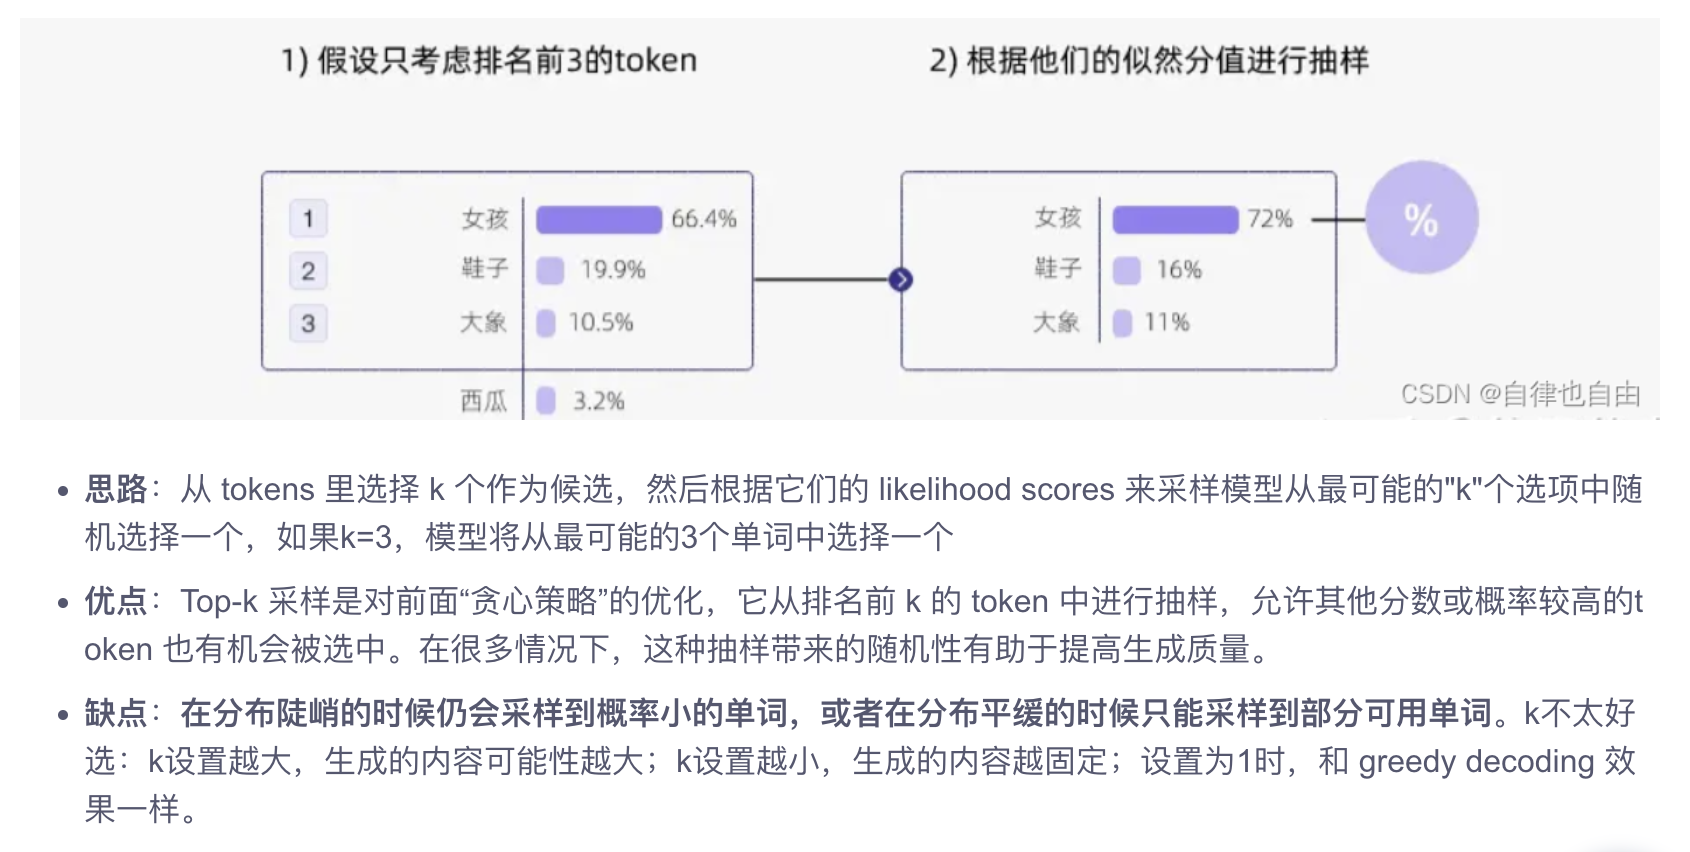 1) 假设只考虑排名前3的token
2) 根据他们的似然分值进行抽样
1 女孩 66.4%
2 鞋子 19.9%
3 大象 10.5%
西瓜 3.2%
女孩 72%
鞋子 16%
大象 11%
%
CSDN @自律也自由
• 思路：从 tokens 里选择 k 个作为候选，然后根据它们的 likelihood scores 来采样模型从最可能的"k"个选项中随
机选择一个，如果k=3，模型将从最可能的3个单词中选择一个
• 优点：Top-k 采样是对前面“贪心策略”的优化，它从排名前 k 的 token 中进行抽样，允许其他分数或概率较高的t
oken 也有机会被选中。在很多情况下，这种抽样带来的随机性有助于提高生成质量。
• 缺点：在分布陡峭的时候仍会采样到概率小的单词，或者在分布平缓的时候只能采样到部分可用单词。k不太好
选：k设置越大，生成的内容可能性越大；k设置越小，生成的内容越固定；设置为1时，和 greedy decoding 效
果一样。